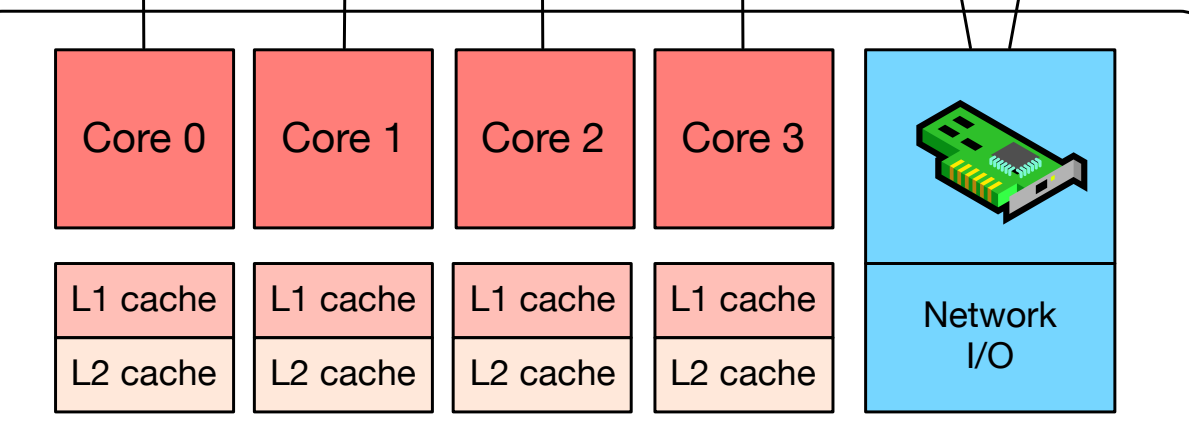 Core 0
Core 1
Core 2
Core 3
L1 cache
L1 cache
L1 cache
L1 cache
L2 cache
L2 cache
L2 cache
L2 cache
Network
I/O